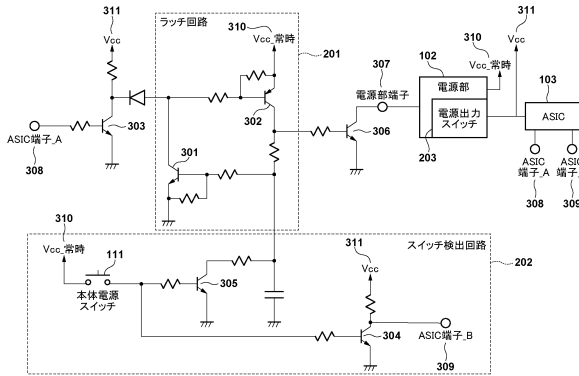 311
Vcc
ラッチ回路
310
Vcc_常時
201
303
ASIC端子_A
308
302
301
307
電源部端子
306
102
310
Vcc_常時
311
電源部
電源出力
スイッチ
203
103
ASIC
ASIC
端子_A
308
309
310
Vcc_常時
111
本体電源
スイッチ
305
311
Vcc
スイッチ検出回路
202
304
ASIC端子_B
309